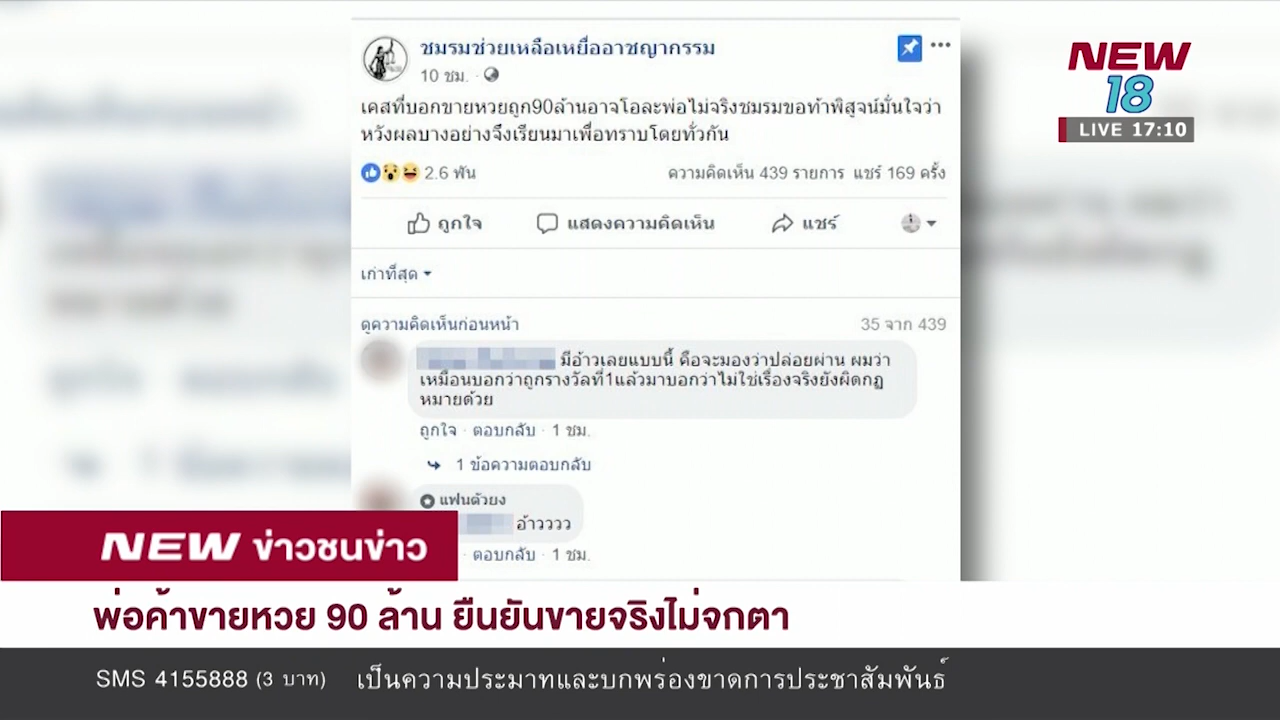 ชมรมช่วยเหลือเหยื่ออาชญากรรม
10 ชม.
เคสที่บอกขายหวยถูก90ล้านอาจโอละพ่อไม่จริงชมรมขอท้าพิสูจน์มั่นใจว่า
หวังผลบางอย่างจึงเรียนมาเพื่อทราบโดยทั่วกัน
2.6 พัน ความคิดเห็น 439 รายการ แชร์ 169 ครั้ง
ถูกใจ แสดงความคิดเห็น แชร์
เก่าที่สุด
ดูความคิดเห็นก่อนหน้า 35 จาก 439
มีอ้าวเลยแบบนี้ คือจะมองว่าปล่อยผ่าน ผมว่า
เหมือนบอกว่าถูกรางวัลที่1แล้วมาบอกว่าไม่ใช่เรื่องจริงยังผิดกฏ
หมายด้วย
ถูกใจ · ตอบกลับ · 1 ชม.
1 ข้อความตอบกลับ
แฟนตัวยง
อ้าวววว
· ตอบกลับ · 1 ชม.
NEW
18
LIVE 17:10
NEW ข่าวชนข่าว
พ่อค้าขายหวย 90 ล้าน ยืนยันขายจริงไม่จกตา
SMS 4155888 (3 บาท) เป็นความประมาทและบกพร่องขาดการประชาสัมพันธ์